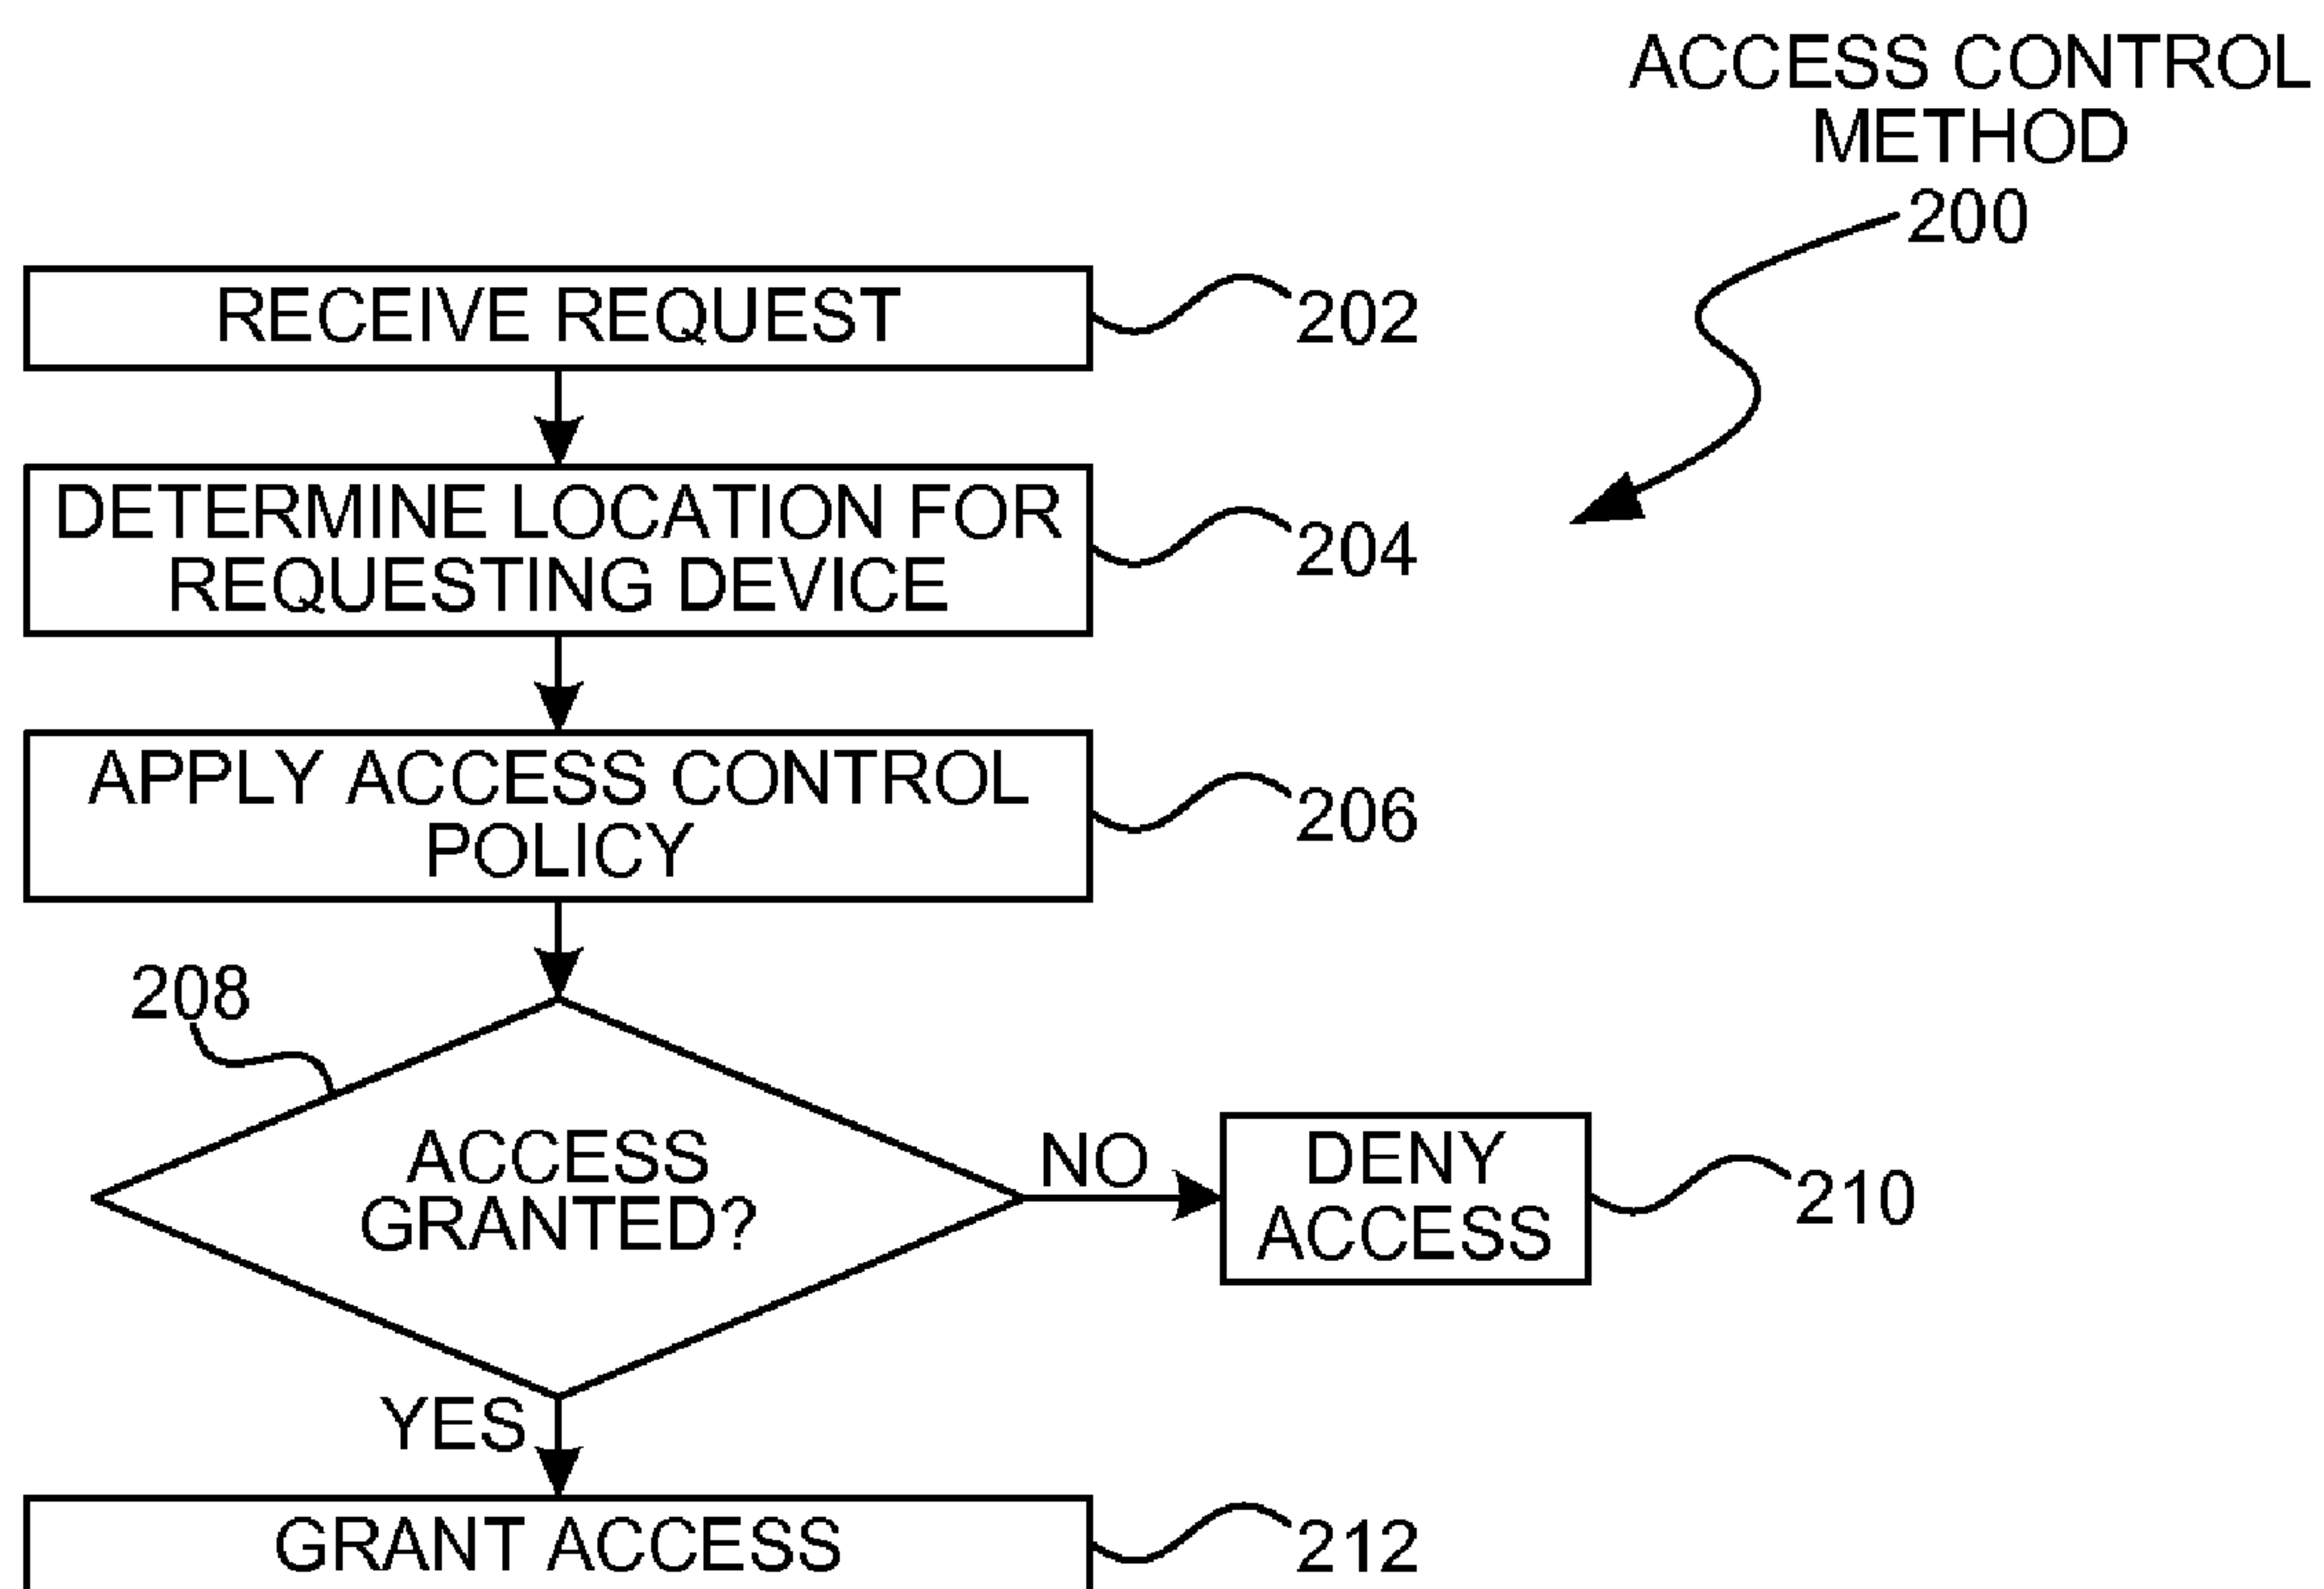 ACCESS CONTROL
METHOD
200
RECEIVE REQUEST
202
DETERMINE LOCATION FOR
REQUESTING DEVICE
204
APPLY ACCESS CONTROL
POLICY
206
208
ACCESS
GRANTED?
NO
DENY
ACCESS
210
YES
GRANT ACCESS
212